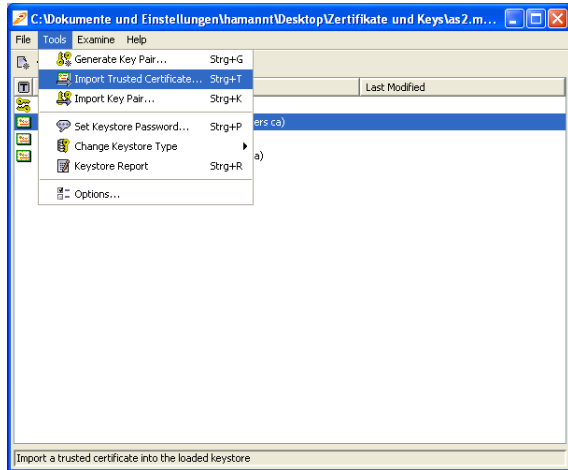 C:\Dokumente und Einstellungen\hamannt\Desktop\Zertifikate und Keys\as2.m...
File Tools Examine Help
Generate Key Pair... Strg+G
Import Trusted Certificate... Strg+T
Import Key Pair... Strg+K
Set Keystore Password... Strg+P
Change Keystore Type
Keystore Report Strg+R
Options...
T Last Modified
ers ca)
a)
Import a trusted certificate into the loaded keystore